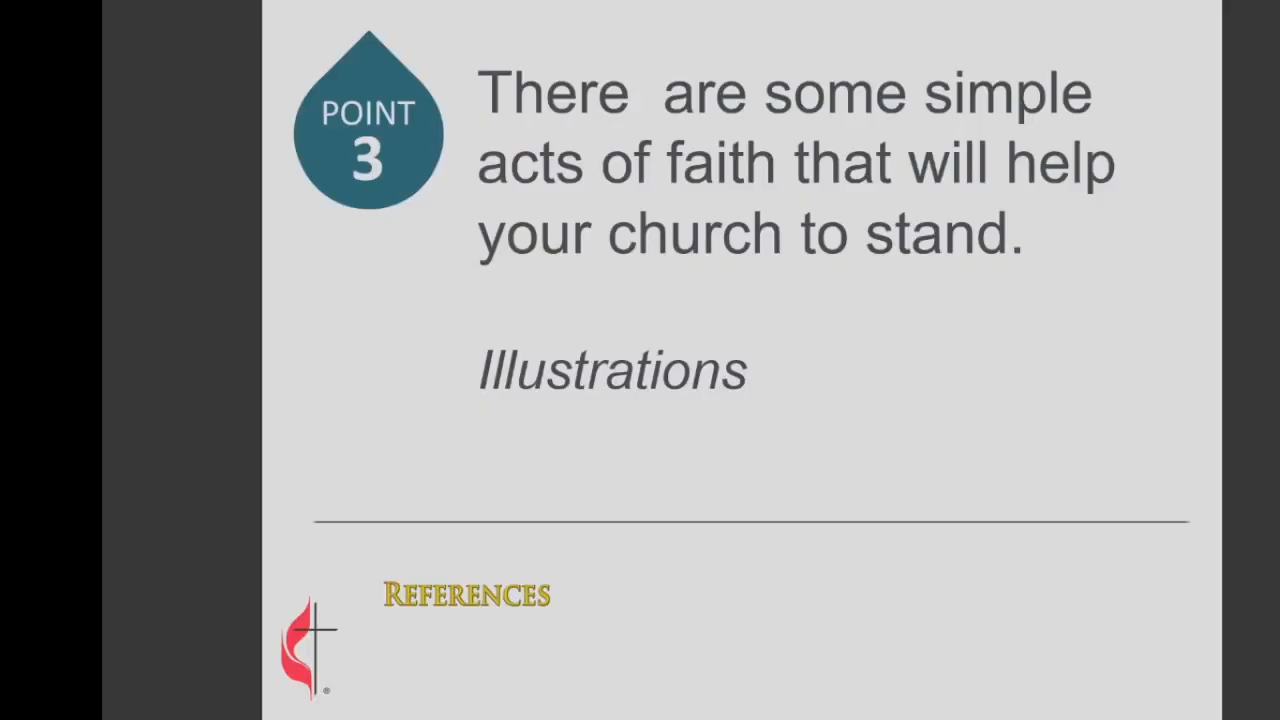 POINT
3
There  are some simple
acts of faith that will help
your church to stand.
Illustrations
REFERENCES
®